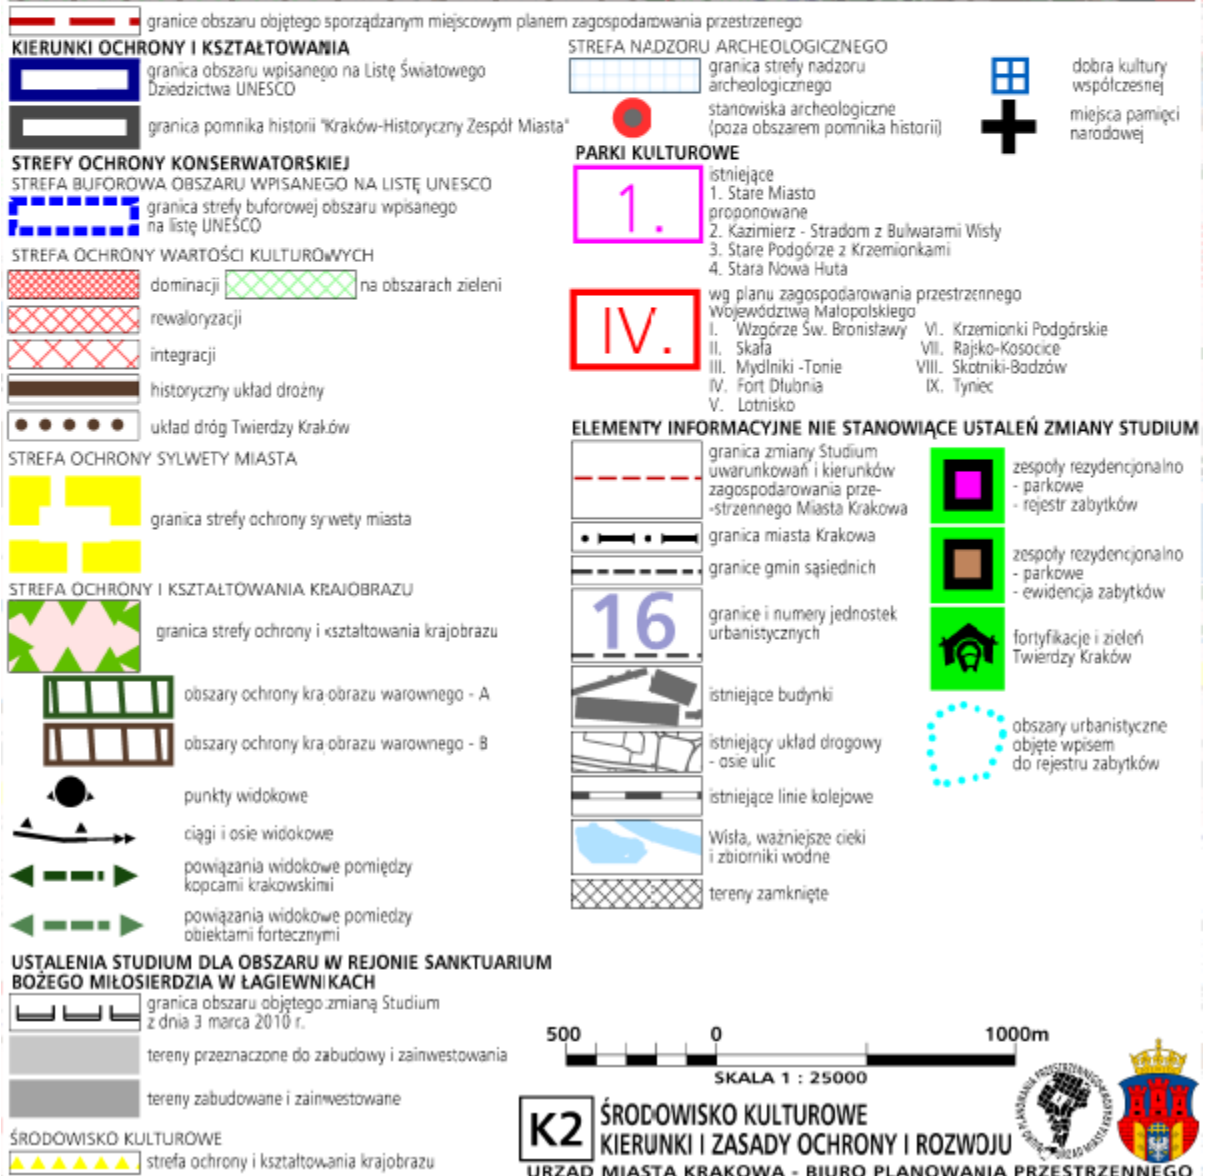 granice obszaru objętego sporządzanym miejscowym planem zagospodarowania przestrzenego
KIERUNKI OCHRONY I KSZTAŁTOWANIA
granica obszaru wpisanego na Listę Światowego
Dziedzictwa UNESCO
granica pomnika historii "Kraków-Historyczny Zespół Miasta"
STREFY OCHRONY KONSERWATORSKIEJ
STREFA BUFOROWA OBSZARU WPISANEGO NA LISTĘ UNESCO
granica strefy buforowej obszaru wpisanego
na listę UNESCO
STREFA OCHRONY WARTOŚCI KULTUROWYCH
dominacji
na obszarach zieleni
rewaloryzacji
integracji
historyczny układ drożny
układ dróg Twierdzy Kraków
STREFA OCHRONY SYLWETY MIASTA
granica strefy ochrony sylwety miasta
STREFA OCHRONY I KSZTAŁTOWANIA KRAJOBRAZU
granica strefy ochrony i kształtowania krajobrazu
obszary ochrony krajobrazu warownego - A
obszary ochrony krajobrazu warownego - B
punkty widokowe
ciągi i osie widokowe
powiązania widokowe pomiędzy
kopcami krakowskimi
powiązania widokowe pomiedzy
obiektami fortecznymi
USTALENIA STUDIUM DLA OBSZARU W REJONIE SANKTUARIUM
BOŻEGO MIŁOSIERDZIA W ŁAGIEWNIKACH
granica obszaru objętego zmianą Studium
z dnia 3 marca 2010 r.
tereny przeznaczone do zabudowy i zainwestowania
tereny zabudowane i zainwestowane
ŚRODOWISKO KULTUROWE
strefa ochrony i kształtowania krajobrazu
STREFA NADZORU ARCHEOLOGICZNEGO
granica strefy nadzoru
archeologicznego
stanowiska archeologiczne
(poza obszarem pomnika historii)
dobra kultury
współczesnej
miejsca pamięci
narodowej
PARKI KULTUROWE
1.
istniejące
1. Stare Miasto
proponowane
2. Kazimierz - Stradom z Bulwarami Wisły
3. Stare Podgórze z Krzemionkami
4. Stara Nowa Huta
IV.
wg planu zagospodarowania przestrzennego
Województwa Małopolskiego
I. Wzgórze Św. Bronisławy VI. Krzemionki Podgórskie
II. Skała VII. Rajsko-Kosocice
III. Mydlniki -Tonie VIII. Skotniki-Bodzów
IV. Fort Dłubnia IX. Tyniec
V. Lotnisko
ELEMENTY INFORMACYJNE NIE STANOWIĄCE USTALEŃ ZMIANY STUDIUM
granica zmiany Studium
uwarunkowań i kierunków
zagospodarowania prze-
-strzennego Miasta Krakowa
granica miasta Krakowa
granice gmin sąsiednich
16
granice i numery jednostek
urbanistycznych
istniejące budynki
istniejący układ drogowy
- osie ulic
istniejące linie kolejowe
Wisła, ważniejsze cieki
i zbiorniki wodne
tereny zamknięte
zespoły rezydencjonalno
- parkowe
- rejestr zabytków
zespoły rezydencjonalno
- parkowe
- ewidencja zabytków
fortyfikacje i zieleń
Twierdzy Kraków
obszary urbanistyczne
objęte wpisem
do rejestru zabytków
500 0 1000m
SKALA 1 : 25000
K2
ŚRODOWISKO KULTUROWE
KIERUNKI I ZASADY OCHRONY I ROZWOJU
URZĄD MIASTA KRAKOWA - BIURO PLANOWANIA PRZESTRZENNEGO